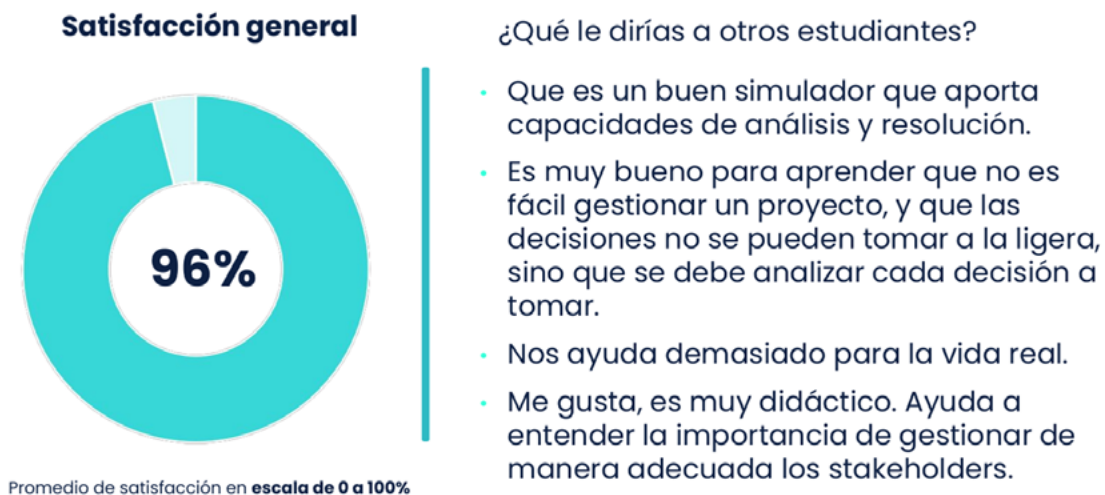 Satisfacción general
96%
Promedio de satisfacción en escala de 0 a 100%
¿Qué le dirías a otros estudiantes?
• Que es un buen simulador que aporta
capacidades de análisis y resolución.
• Es muy bueno para aprender que no es
fácil gestionar un proyecto, y que las
decisiones no se pueden tomar a la ligera,
sino que se debe analizar cada decisión a
tomar.
• Nos ayuda demasiado para la vida real.
• Me gusta, es muy didáctico. Ayuda a
entender la importancia de gestionar de
manera adecuada los stakeholders.